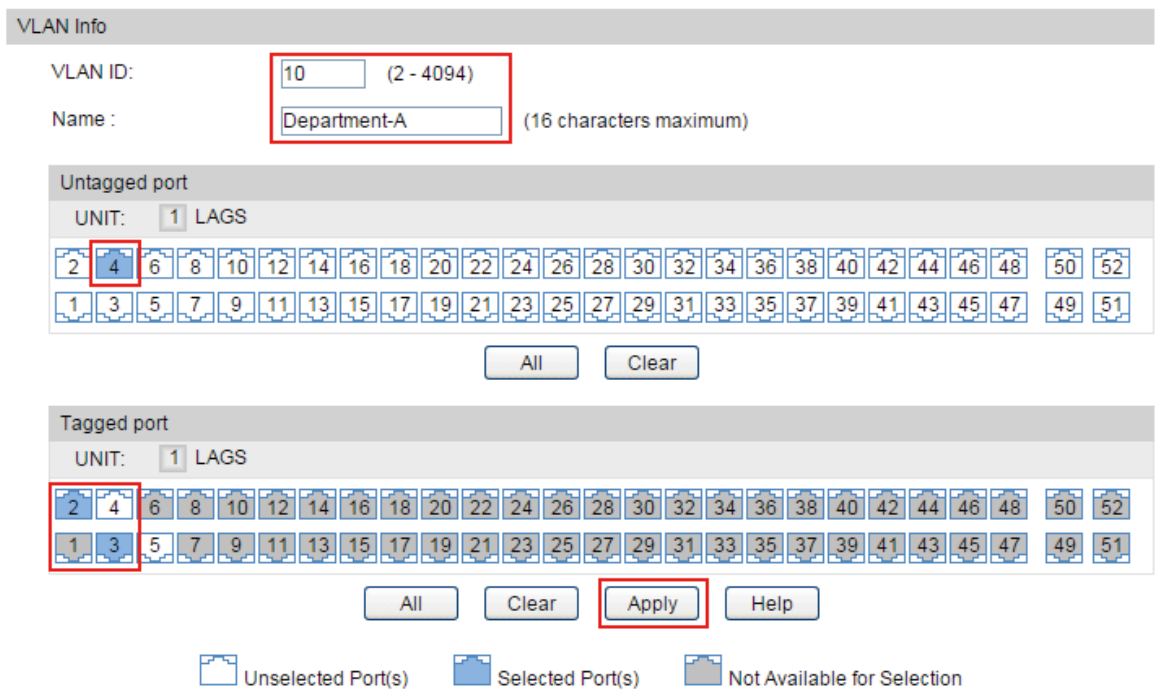 VLAN Info
VLAN ID: 10 (2 - 4094)
Name : Department-A (16 characters maximum)
Untagged port
UNIT: 1 LAGS
2 4 6 8 10 12 14 16 18 20 22 24 26 28 30 32 34 36 38 40 42 44 46 48 50 52
1 3 5 7 9 11 13 15 17 19 21 23 25 27 29 31 33 35 37 39 41 43 45 47 49 51
All Clear
Tagged port
UNIT: 1 LAGS
2 4 6 8 10 12 14 16 18 20 22 24 26 28 30 32 34 36 38 40 42 44 46 48 50 52
1 3 5 7 9 11 13 15 17 19 21 23 25 27 29 31 33 35 37 39 41 43 45 47 49 51
All Clear Apply Help
Unselected Port(s) Selected Port(s) Not Available for Selection